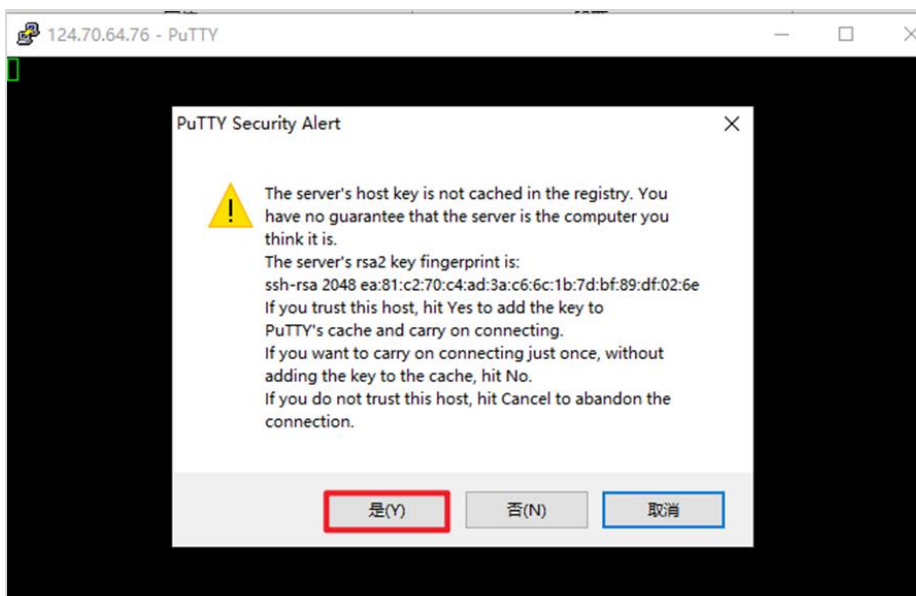 124.70.64.76 - PuTTY
PuTTY Security Alert
The server's host key is not cached in the registry. You
have no guarantee that the server is the computer you
think it is.
The server's rsa2 key fingerprint is:
ssh-rsa 2048 ea:81:c2:70:c4:ad:3a:c6:6c:1b:7d:bf:89:df:02:6e
If you trust this host, hit Yes to add the key to
PuTTY's cache and carry on connecting.
If you want to carry on connecting just once, without
adding the key to the cache, hit No.
If you do not trust this host, hit Cancel to abandon the
connection.
是(Y) 否(N) 取消